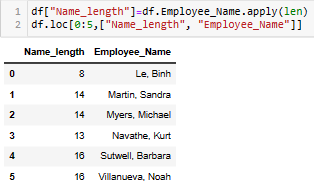 1 df["Name_length"]=df.Employee_Name.apply(len)
2 df.loc[0:5,["Name_length", "Employee_Name"]]
Name_length Employee_Name
0 8 Le, Binh
1 14 Martin, Sandra
2 14 Myers, Michael
3 13 Navathe, Kurt
4 16 Sutwell, Barbara
5 16 Villanueva, Noah